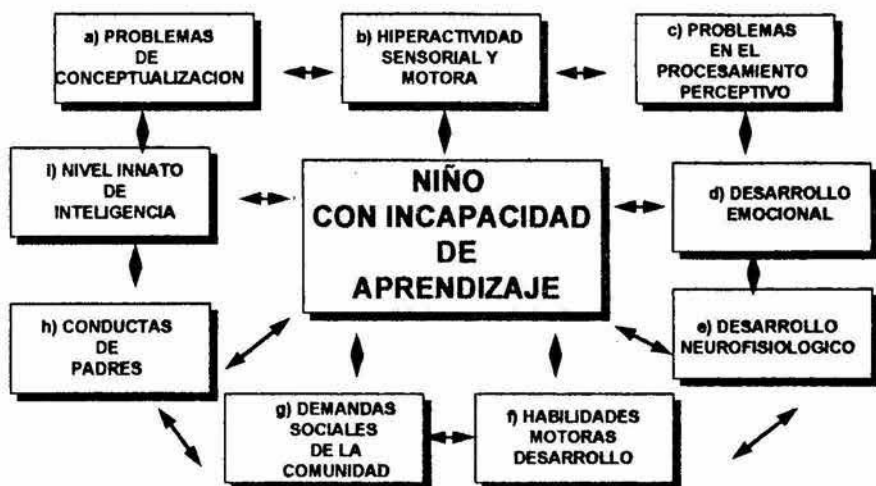 a) PROBLEMAS
DE
CONCEPTUALIZACION
b) HIPERACTIVIDAD
SENSORIAL Y
MOTORA
c) PROBLEMAS
EN EL
PROCESAMIENTO
PERCEPTIVO
i) NIVEL INNATO
DE
INTELIGENCIA
NIÑO
CON INCAPACIDAD
DE
APRENDIZAJE
d) DESARROLLO
EMOCIONAL
h) CONDUCTAS
DE
PADRES
e) DESARROLLO
NEUROFISIOLOGICO
g) DEMANDAS
SOCIALES
DE LA
COMUNIDAD
f) HABILIDADES
MOTORAS
DESARROLLO